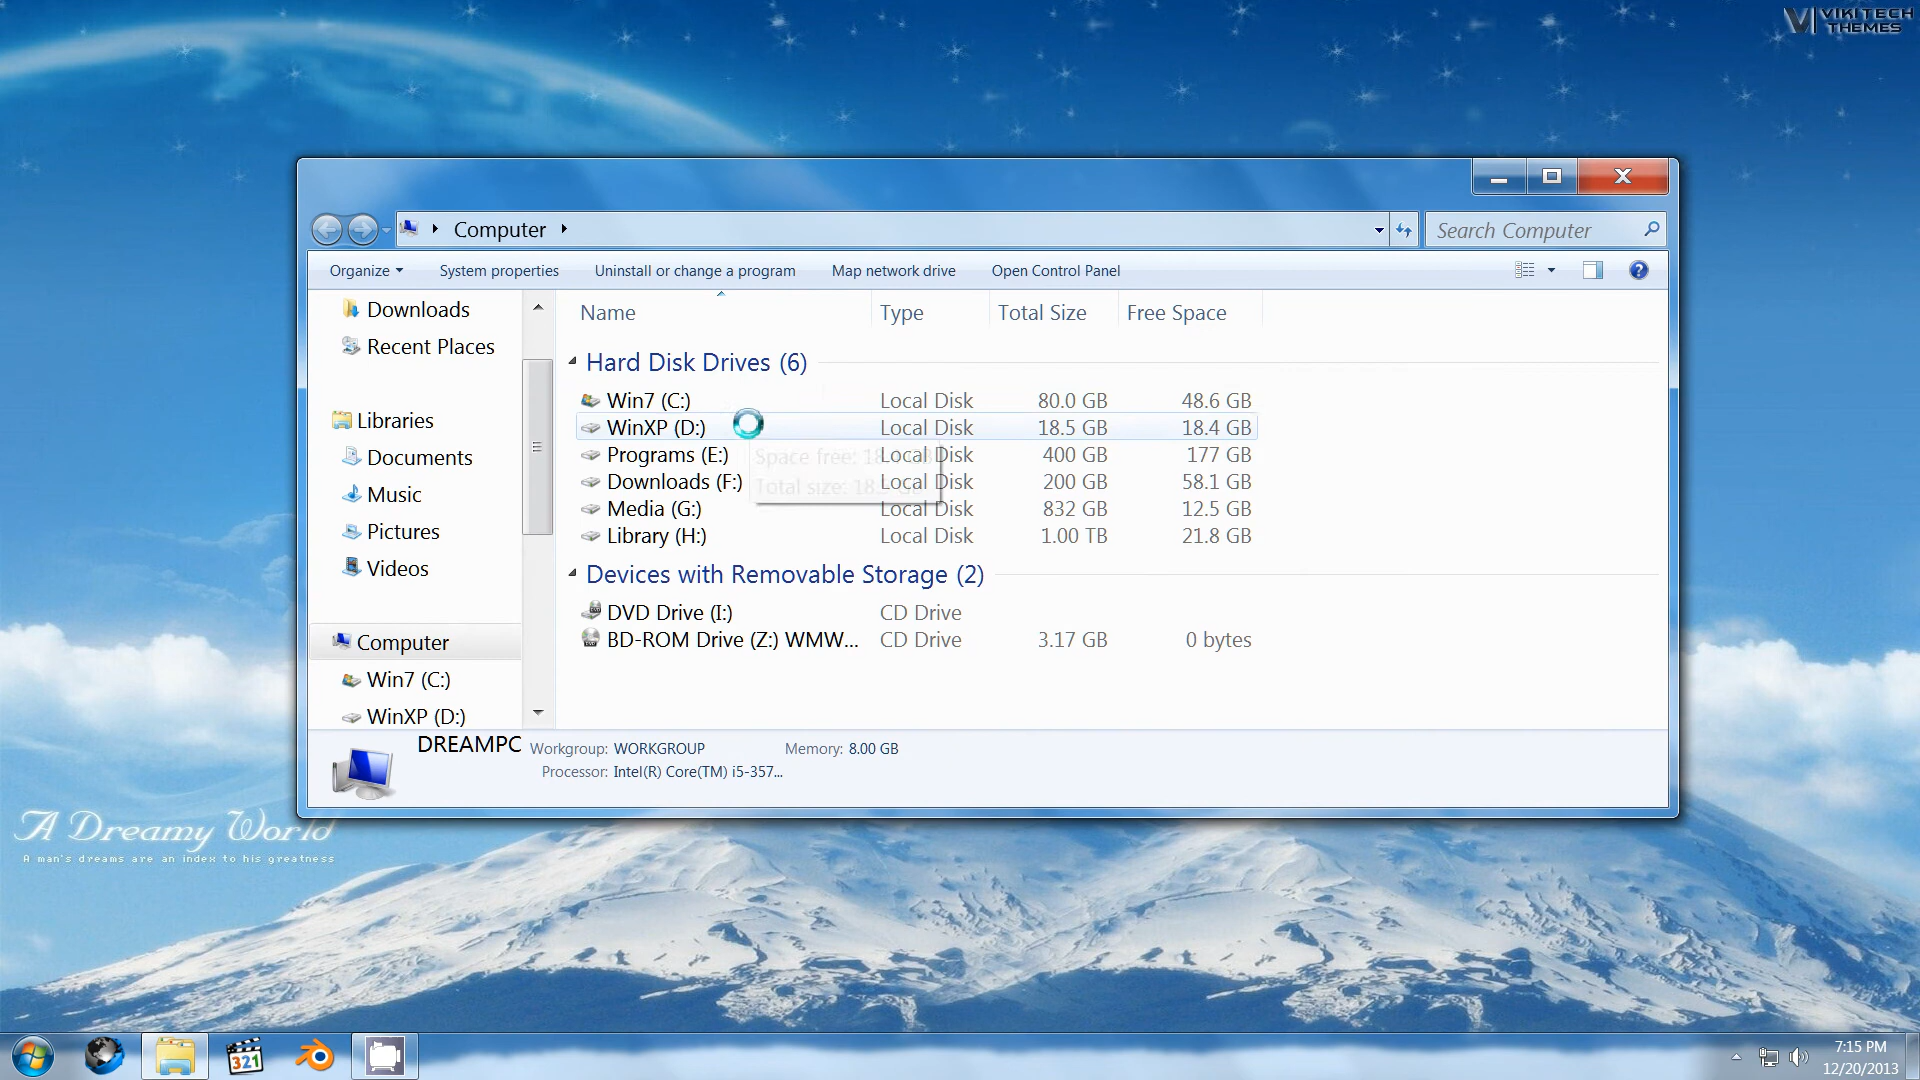 VIKITECH
THEMES
Computer
Search Computer
Organize System properties Uninstall or change a program Map network drive Open Control Panel
Downloads
Recent Places
Libraries
Documents
Music
Pictures
Videos
Computer
Win7 (C:)
WinXP (D:)
Name Type Total Size Free Space
Hard Disk Drives (6)
Win7 (C:) Local Disk 80.0 GB 48.6 GB
WinXP (D:) Local Disk 18.5 GB 18.4 GB
Programs (E:) Local Disk 400 GB 177 GB
Downloads (F:) Local Disk 200 GB 58.1 GB
Media (G:) Local Disk 832 GB 12.5 GB
Library (H:) Local Disk 1.00 TB 21.8 GB
Space free: GB
Total size: GB
Devices with Removable Storage (2)
DVD Drive (I:) CD Drive
BD-ROM Drive (Z:) WMW... CD Drive 3.17 GB 0 bytes
DREAMPC Workgroup: WORKGROUP Memory: 8.00 GB
Processor: Intel(R) Core(TM) i5-357...
A Dreamy World
A man's dreams are an index to his greatness
321
7:15 PM
12/20/2013